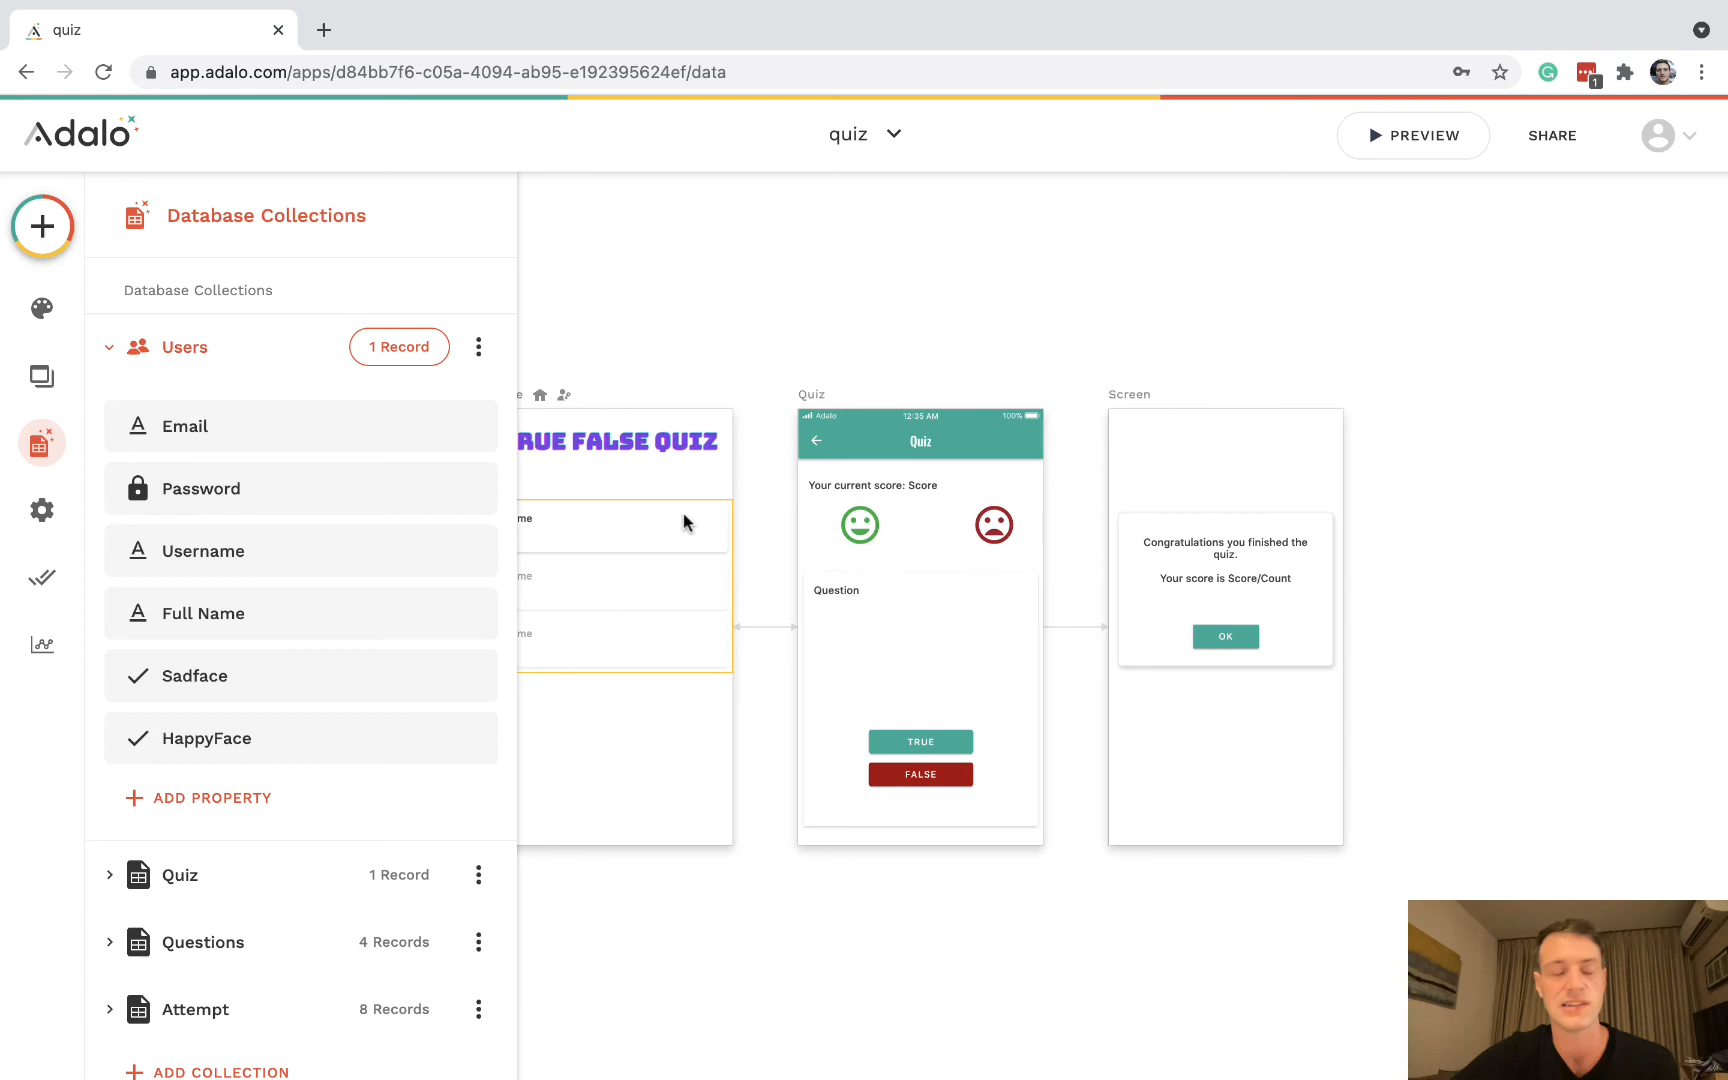 quiz
app.adalo.com/apps/d84bb7f6-c05a-4094-ab95-e192395624ef/data
1
Adalo
quiz
PREVIEW
SHARE
Database Collections
Database Collections
Users
1 Record
Email
Password
Username
Full Name
Sadface
HappyFace
ADD PROPERTY
Quiz
1 Record
Questions
4 Records
Attempt
8 Records
ADD COLLECTION
e
RUE FALSE QUIZ
me
me
me
Quiz
Adalo
12:35 AM
100%
Quiz
Your current score: Score
Question
TRUE
FALSE
Screen
Congratulations you finished the
quiz.
Your score is Score/Count
OK